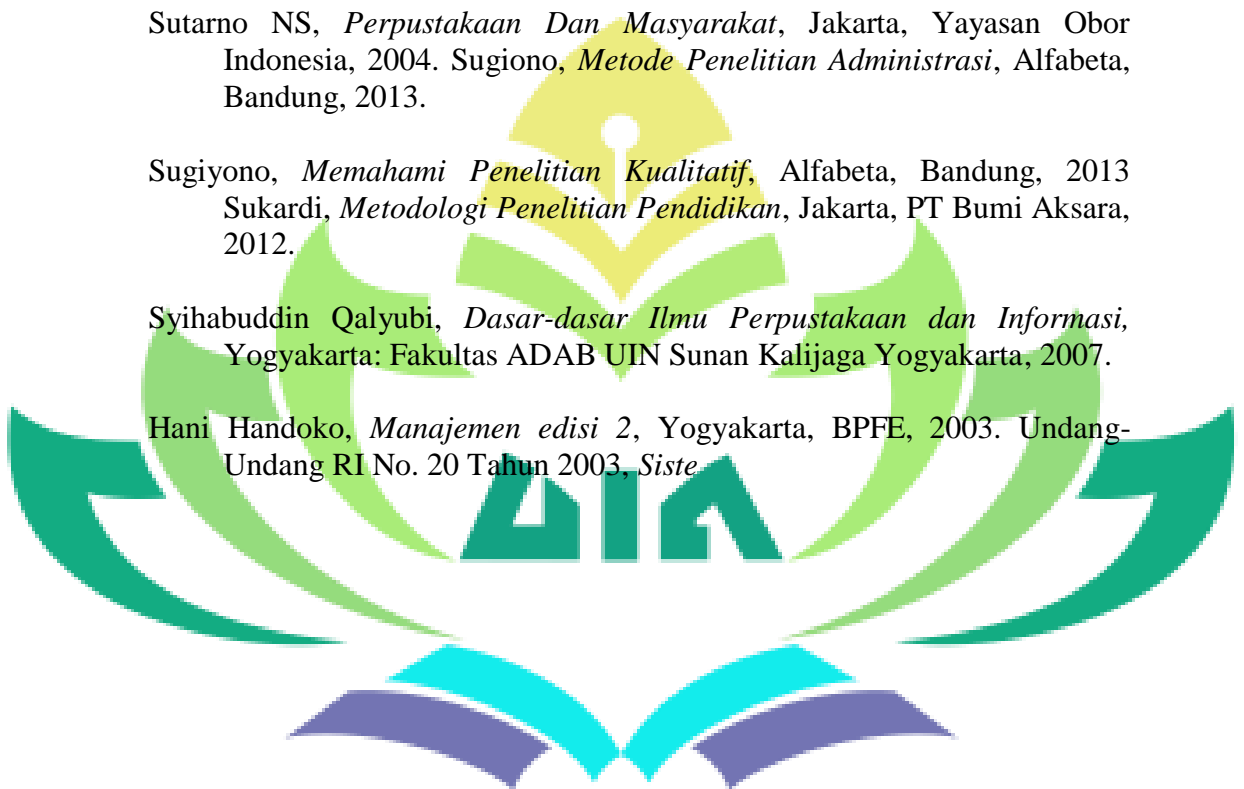 Sutarno NS, Perpustakaan Dan Masyarakat, Jakarta, Yayasan Obor
Indonesia, 2004. Sugiono, Metode Penelitian Administrasi, Alfabeta,
Bandung, 2013.
Sugiyono, Memahami Penelitian Kualitatif, Alfabeta, Bandung, 2013
Sukardi, Metodologi Penelitian Pendidikan, Jakarta, PT Bumi Aksara,
2012.
Syihabuddin Qalyubi, Dasar-dasar Ilmu Perpustakaan dan Informasi,
Yogyakarta: Fakultas ADAB UIN Sunan Kalijaga Yogyakarta, 2007.
Hani Handoko, Manajemen edisi 2, Yogyakarta, BPFE, 2003. Undang-
Undang RI No. 20 Tahun 2003, Siste